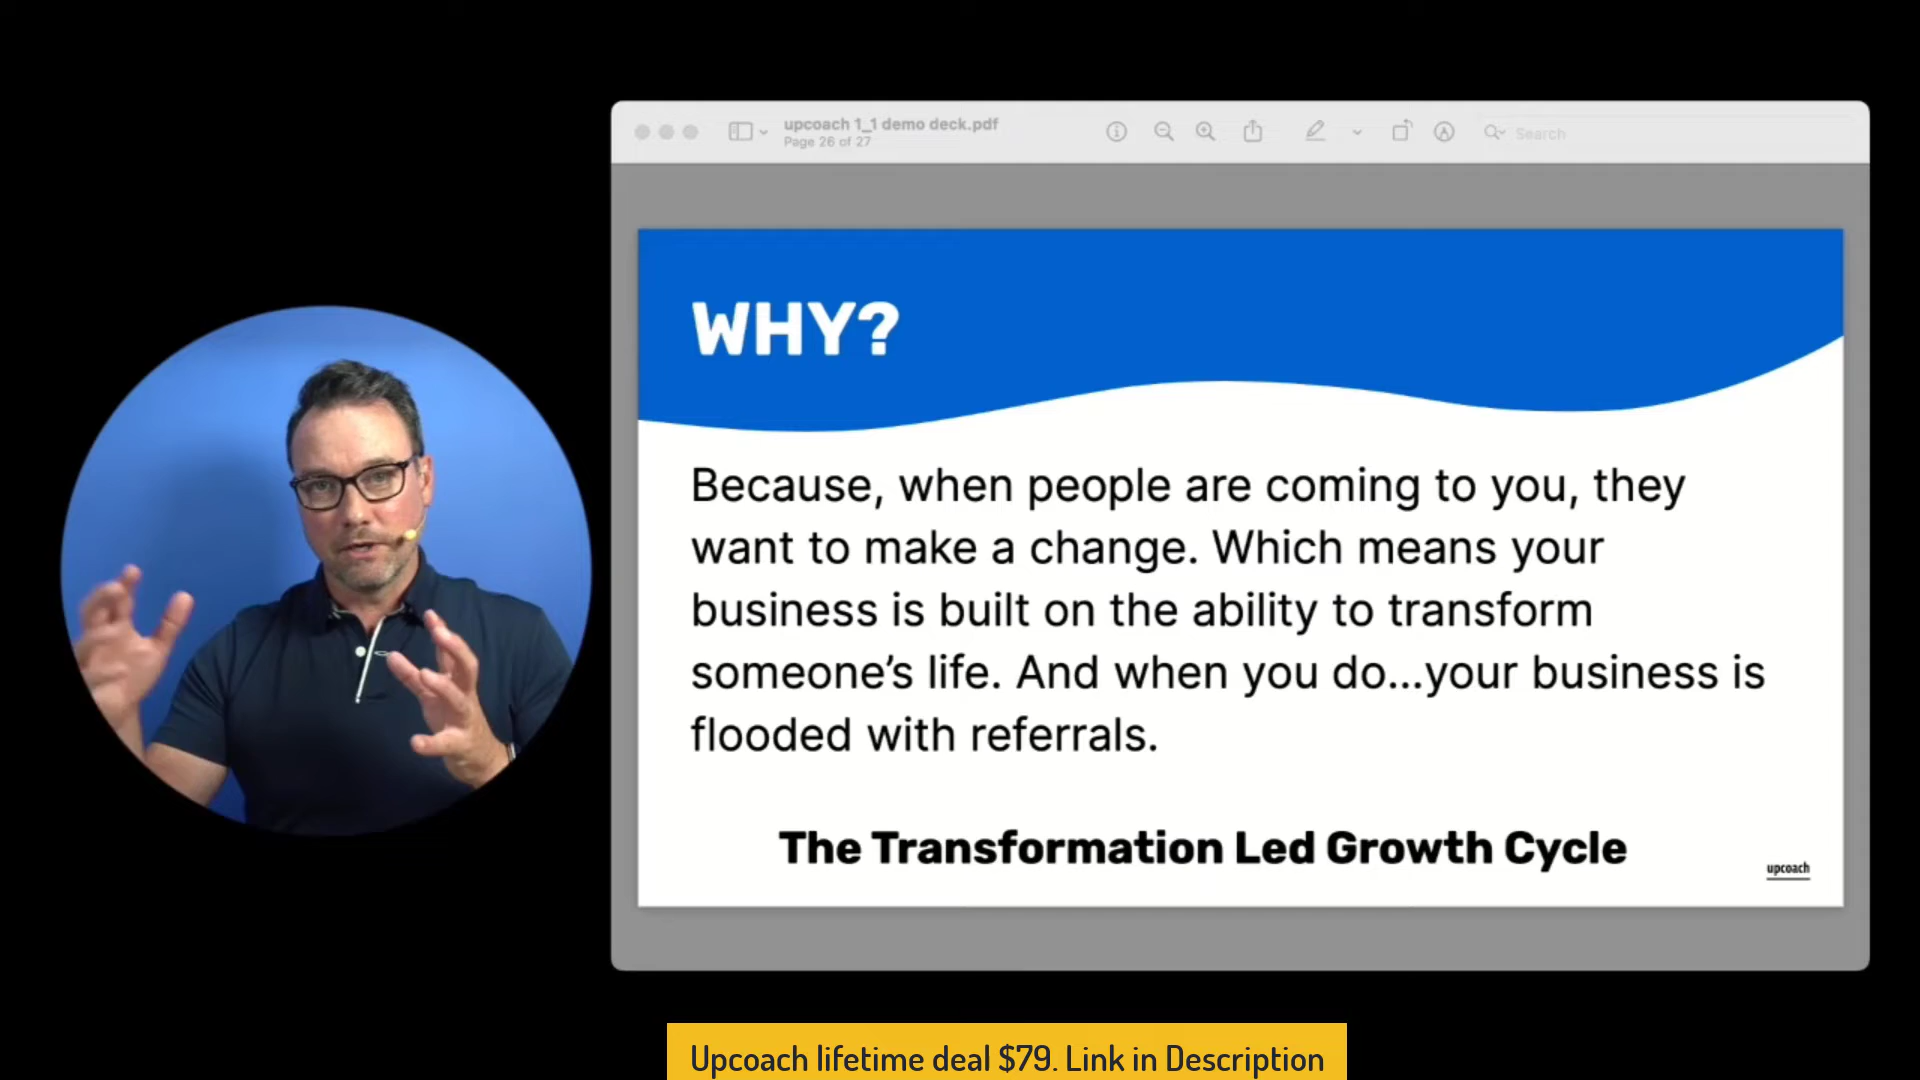 upcoach 1_1 demo deck.pdf
Page 26 of 27
Search
WHY?
Because, when people are coming to you, they
want to make a change. Which means your
business is built on the ability to transform
someone’s life. And when you do...your business is
flooded with referrals.
The Transformation Led Growth Cycle
upcoach
Upcoach lifetime deal $79. Link in Description